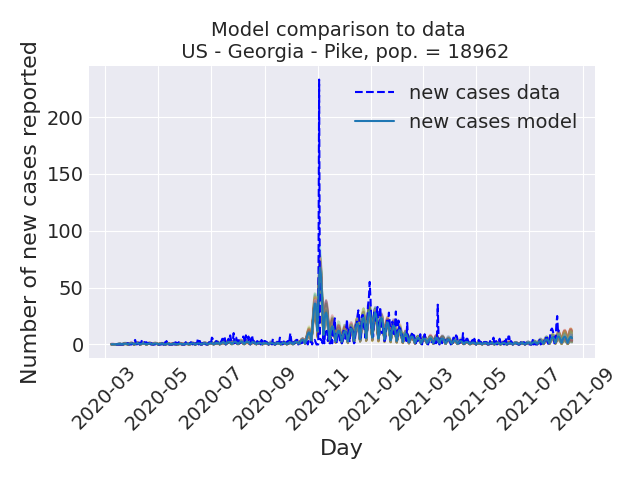 Model comparison to data
US - Georgia - Pike, pop. = 18962
Number of new cases reported
new cases data
new cases model
200
150
100
50
0
2020-03
2020-05
2020-07
2020-09
2020-11
2021-01
2021-03
2021-05
2021-07
2021-09
Day